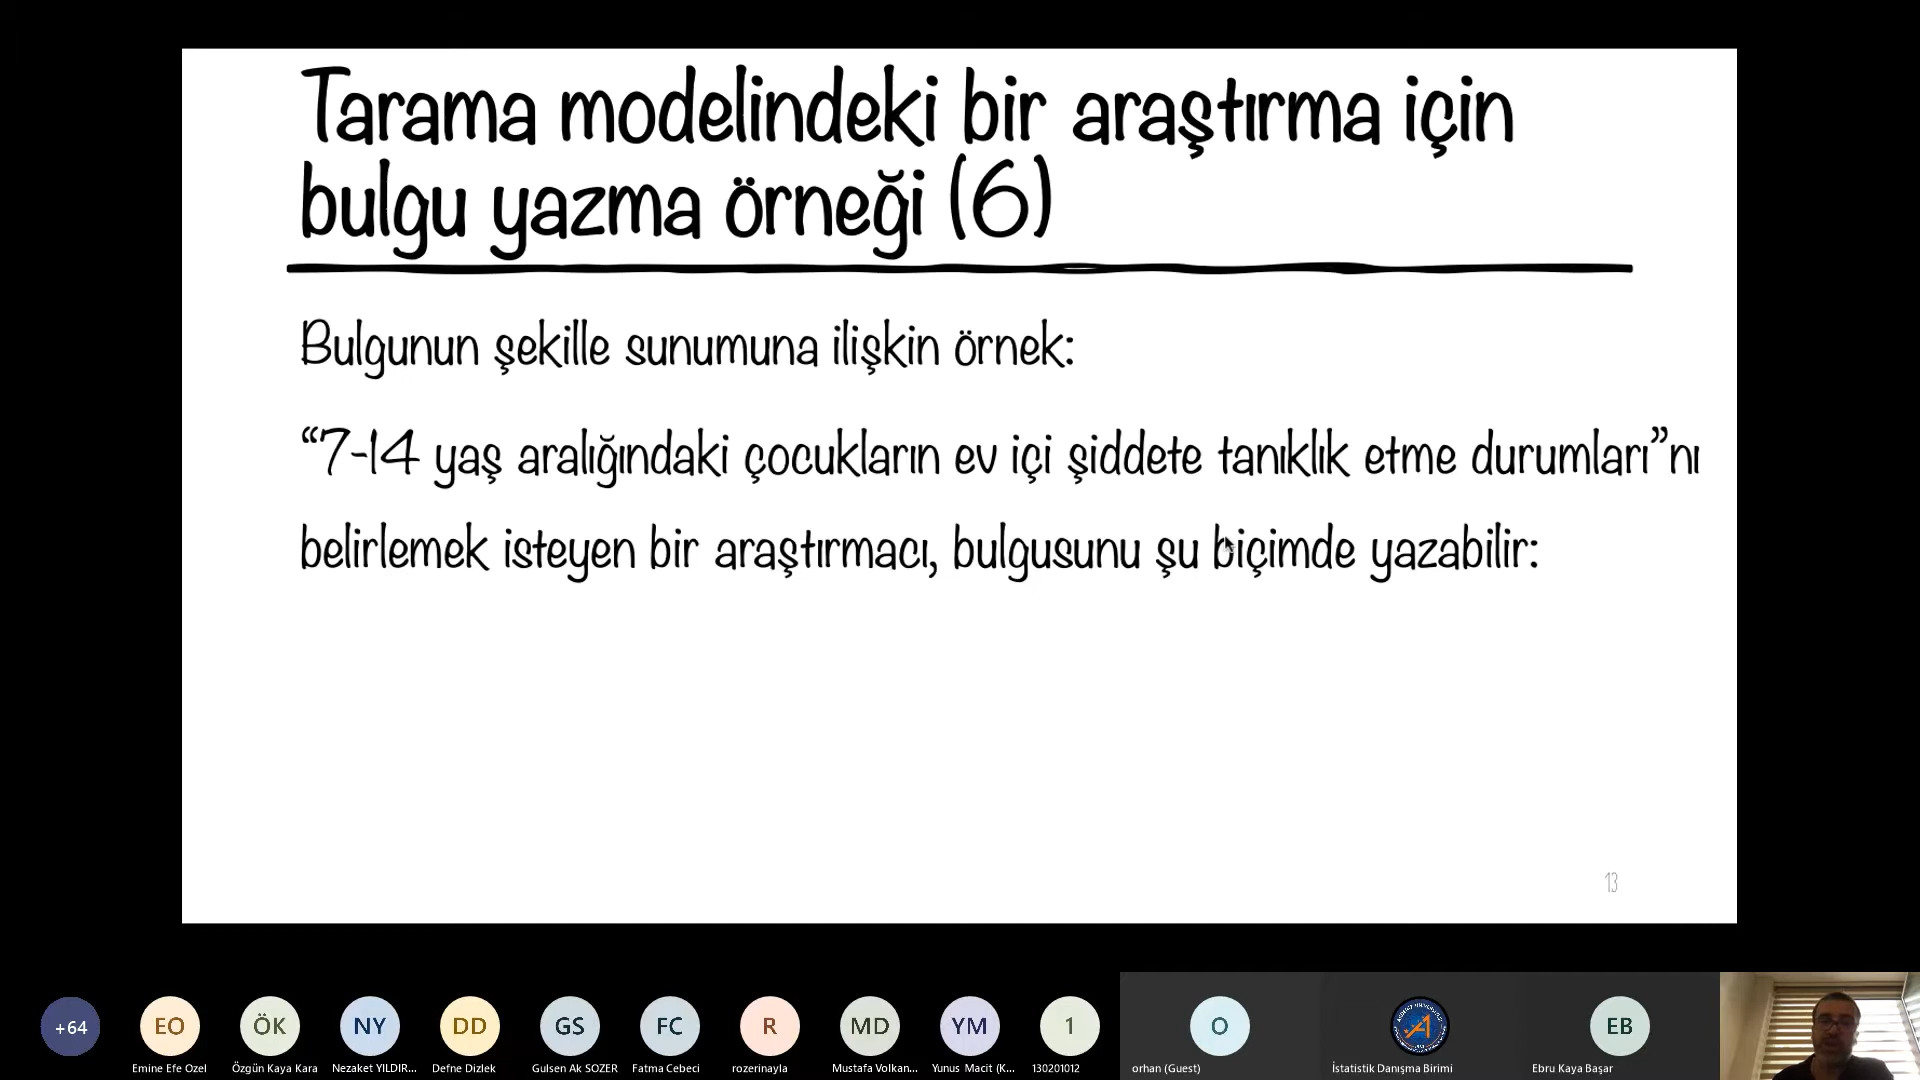 Tarama modelindeki bir araştırma için
bulgu yazma örneği (6)
Bulgunun şekille sunumuna ilişkin örnek:
“7-14 yaş aralığındaki çocukların ev içi şiddete tanıklık etme durumları”nı
belirlemek isteyen bir araştırmacı, bulgusunu şu biçimde yazabilir:
13
+64 EO ÖK NY DD GS FC R MD YM 1 O EB
Emine Efe Ozel Özgün Kaya Kara Nezaket YILDIR... Defne Dizlek Gulsen Ak SOZER Fatma Cebeci rozerinayla Mustafa Volkan... Yunus Macit (K... 130201012 orhan (Guest) İstatistik Danışma Birimi Ebru Kaya Başar